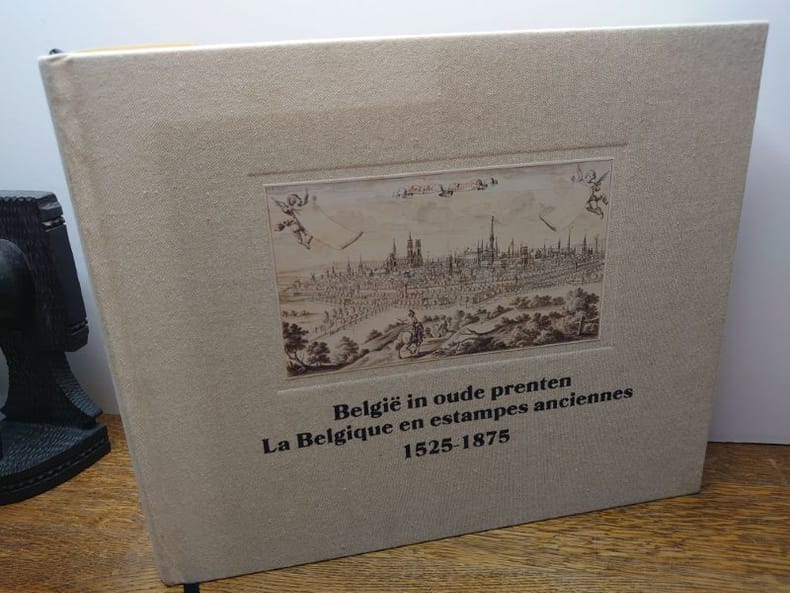 België in oude prenten
La Belgique en estampes anciennes
1525-1875